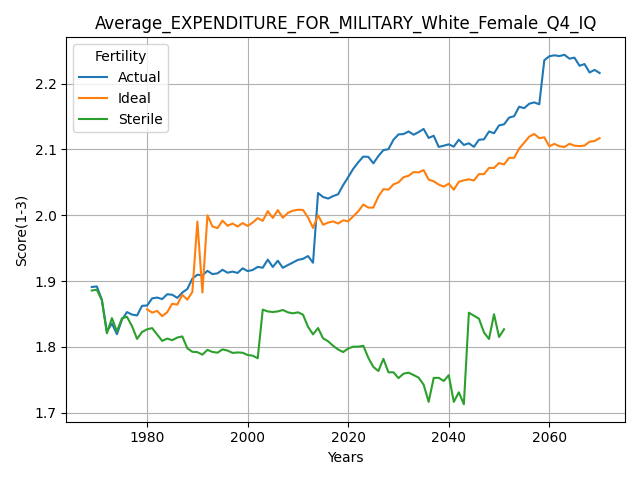 Average_EXPENDITURE_FOR_MILITARY_White_Female_Q4_IQ
Fertility
Actual
Ideal
Sterile
Score(1-3)
2.2
2.1
2.0
1.9
1.8
1.7
1980
2000
2020
2040
2060
Years